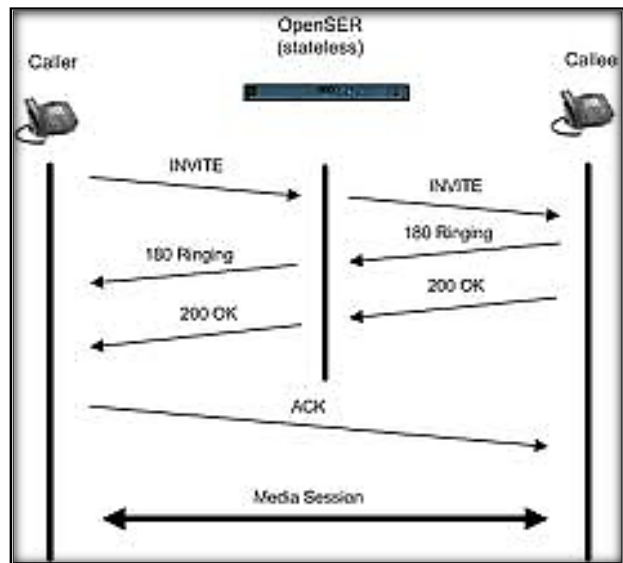 OpenSER
(stateless)
Caller
Callee
INVITE
INVITE
180 Ringing
180 Ringing
200 OK
200 OK
ACK
Media Session